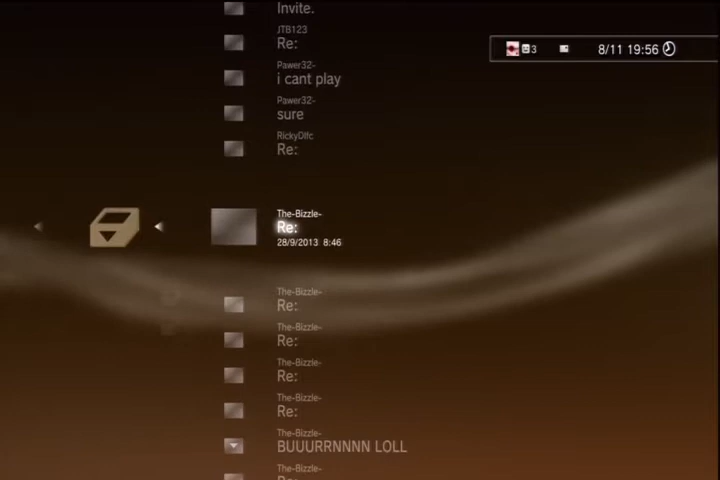 Invite.
JTB123
Re:
3
8/11 19:56
Pawer32-
i cant play
Pawer32-
sure
RickyDlfc
Re:
The-Bizzle-
Re:
28/9/2013 8:46
The-Bizzle-
Re:
The-Bizzle-
Re:
The-Bizzle-
Re:
The-Bizzle-
Re:
The-Bizzle-
BUUURRNNNN LOLL
The-Bizzle-
Re: